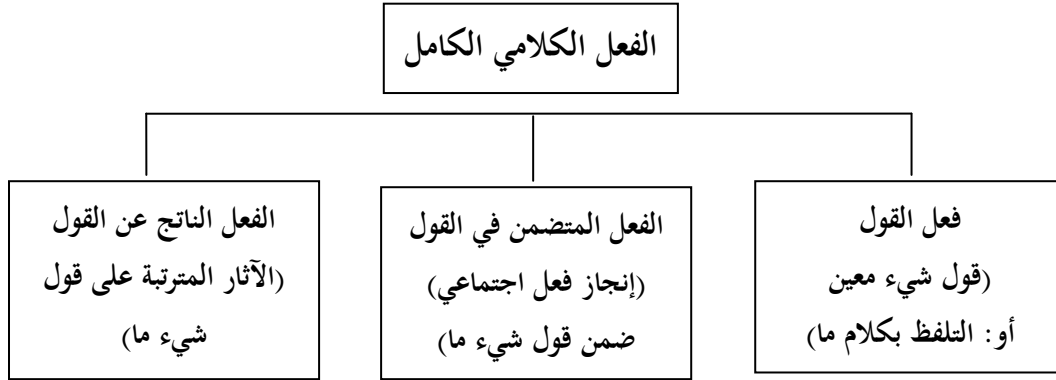 الفعل الكلامي الكامل
فعل القول
(قول شيء معين
أو: التلفظ بكلام ما)
الفعل المتضمن في القول
(إنجاز فعل اجتماعي)
ضمن قول شيء ما)
الفعل الناتج عن القول
(الآثار المترتبة على قول
شيء ما)